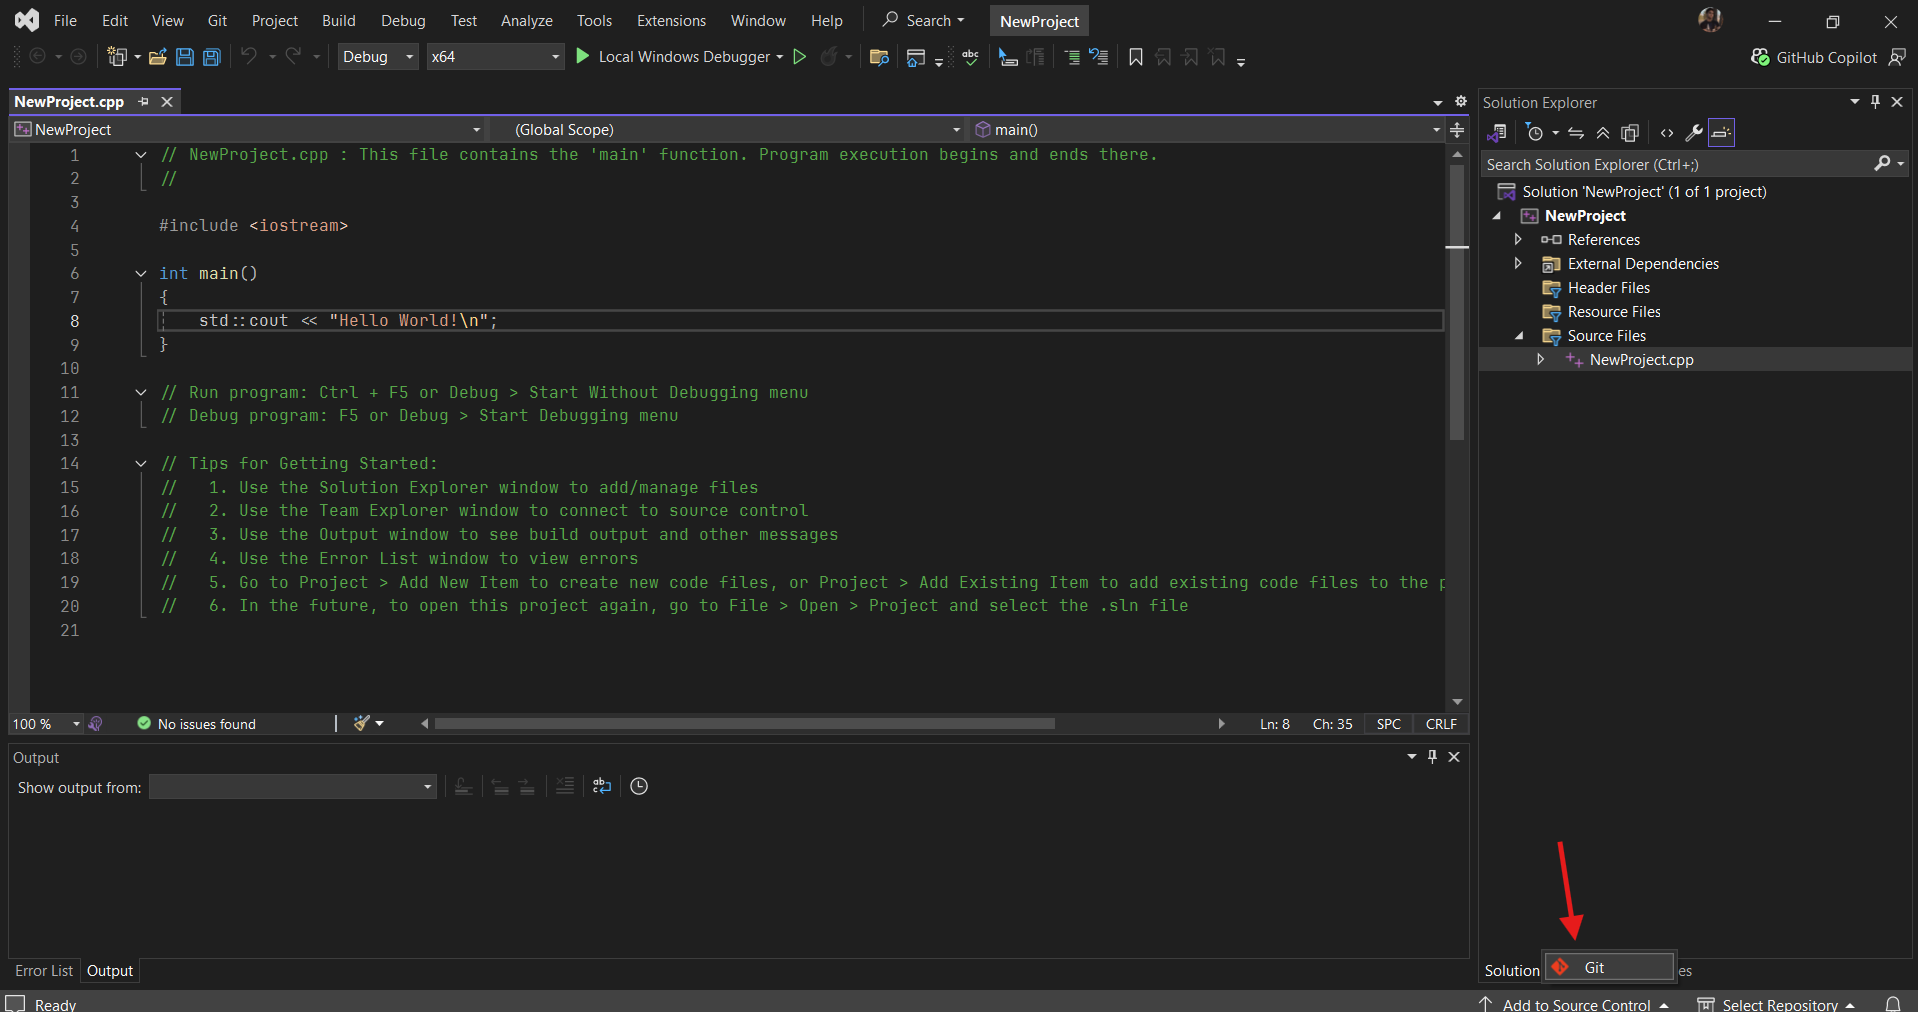 File Edit View Git Project Build Debug Test Analyze Tools Extensions Window Help Search NewProject
Debug x64 Local Windows Debugger abc GitHub Copilot
NewProject.cpp
NewProject (Global Scope) main()
1 // NewProject.cpp : This file contains the 'main' function. Program execution begins and ends there.
2 //
3
4 #include <iostream>
5
6 int main()
7 {
8 std::cout << "Hello World!\n";
9 }
10
11 // Run program: Ctrl + F5 or Debug > Start Without Debugging menu
12 // Debug program: F5 or Debug > Start Debugging menu
13
14 // Tips for Getting Started:
15 // 1. Use the Solution Explorer window to add/manage files
16 // 2. Use the Team Explorer window to connect to source control
17 // 3. Use the Output window to see build output and other messages
18 // 4. Use the Error List window to view errors
19 // 5. Go to Project > Add New Item to create new code files, or Project > Add Existing Item to add existing code files to the p
20 // 6. In the future, to open this project again, go to File > Open > Project and select the .sln file
21
100 % No issues found Ln: 8 Ch: 35 SPC CRLF
Output
Show output from:
Error List Output
Ready
Solution Explorer
Search Solution Explorer (Ctrl+;)
Solution 'NewProject' (1 of 1 project)
NewProject
References
External Dependencies
Header Files
Resource Files
Source Files
NewProject.cpp
Solution Git es
Add to Source Control Select Repository